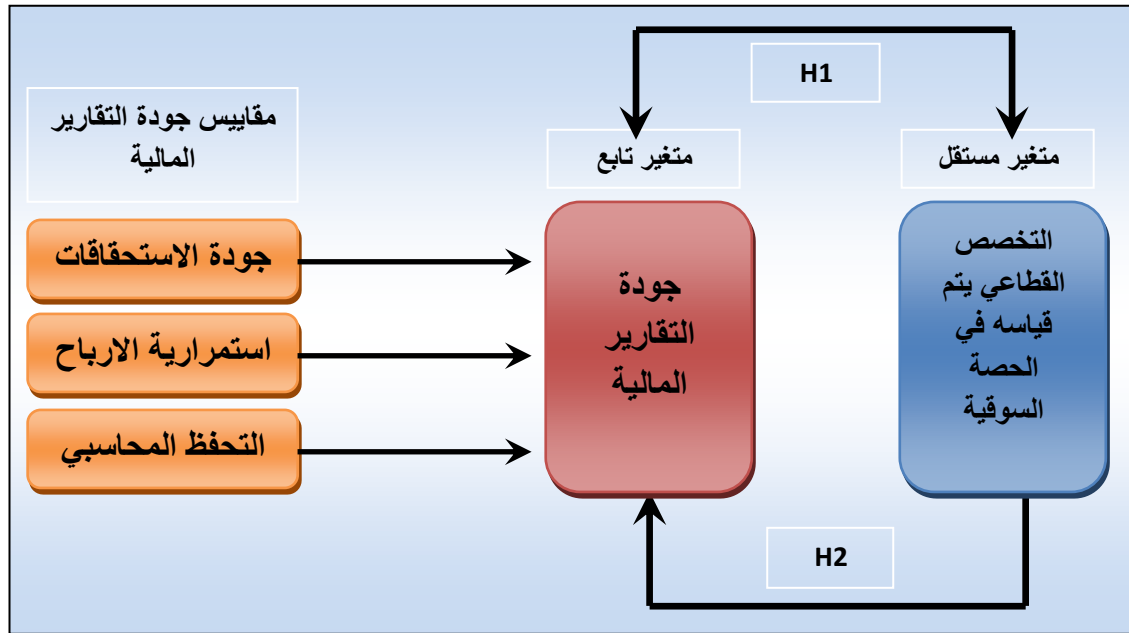 H1
متغير مستقل
متغير تابع
مقاييس جودة التقارير
المالية
التخصص
القطاعي يتم
قياسه في
الحصة
السوقية
جودة
التقارير
المالية
جودة الاستحقاقات
استمرارية الارباح
التحفظ المحاسبي
H2